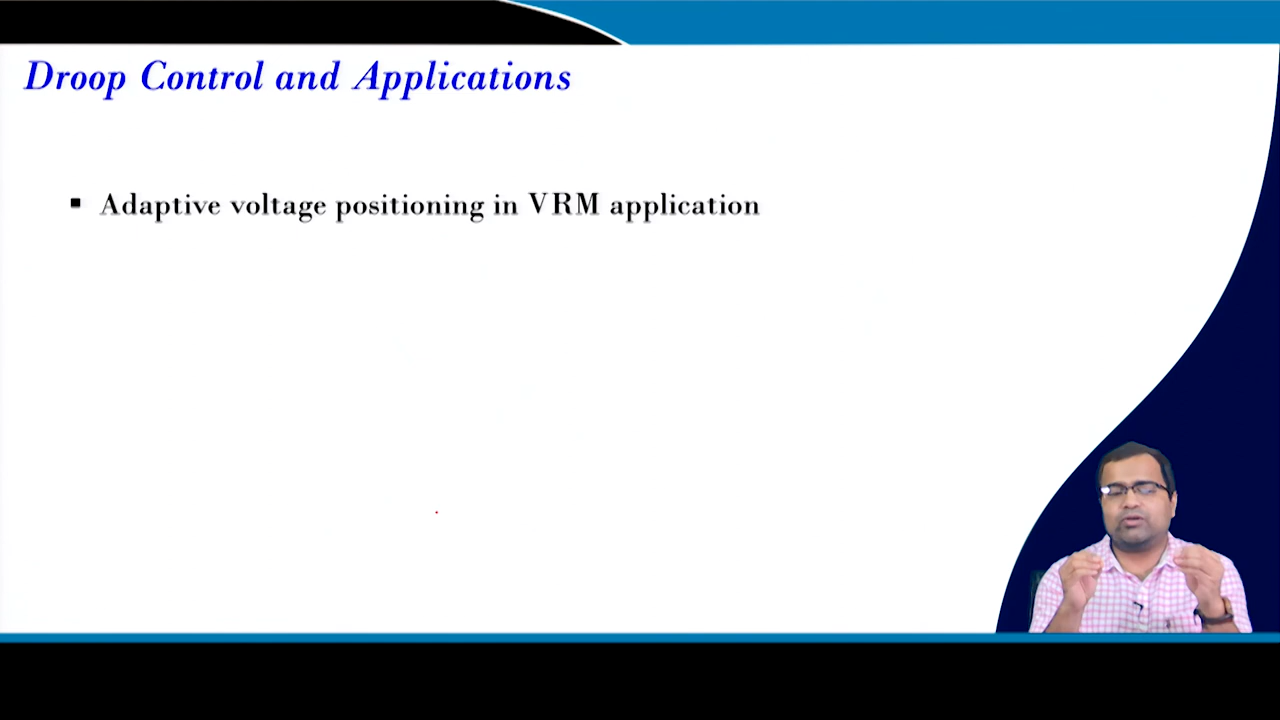 Droop Control and Applications
▪ Adaptive voltage positioning in VRM application